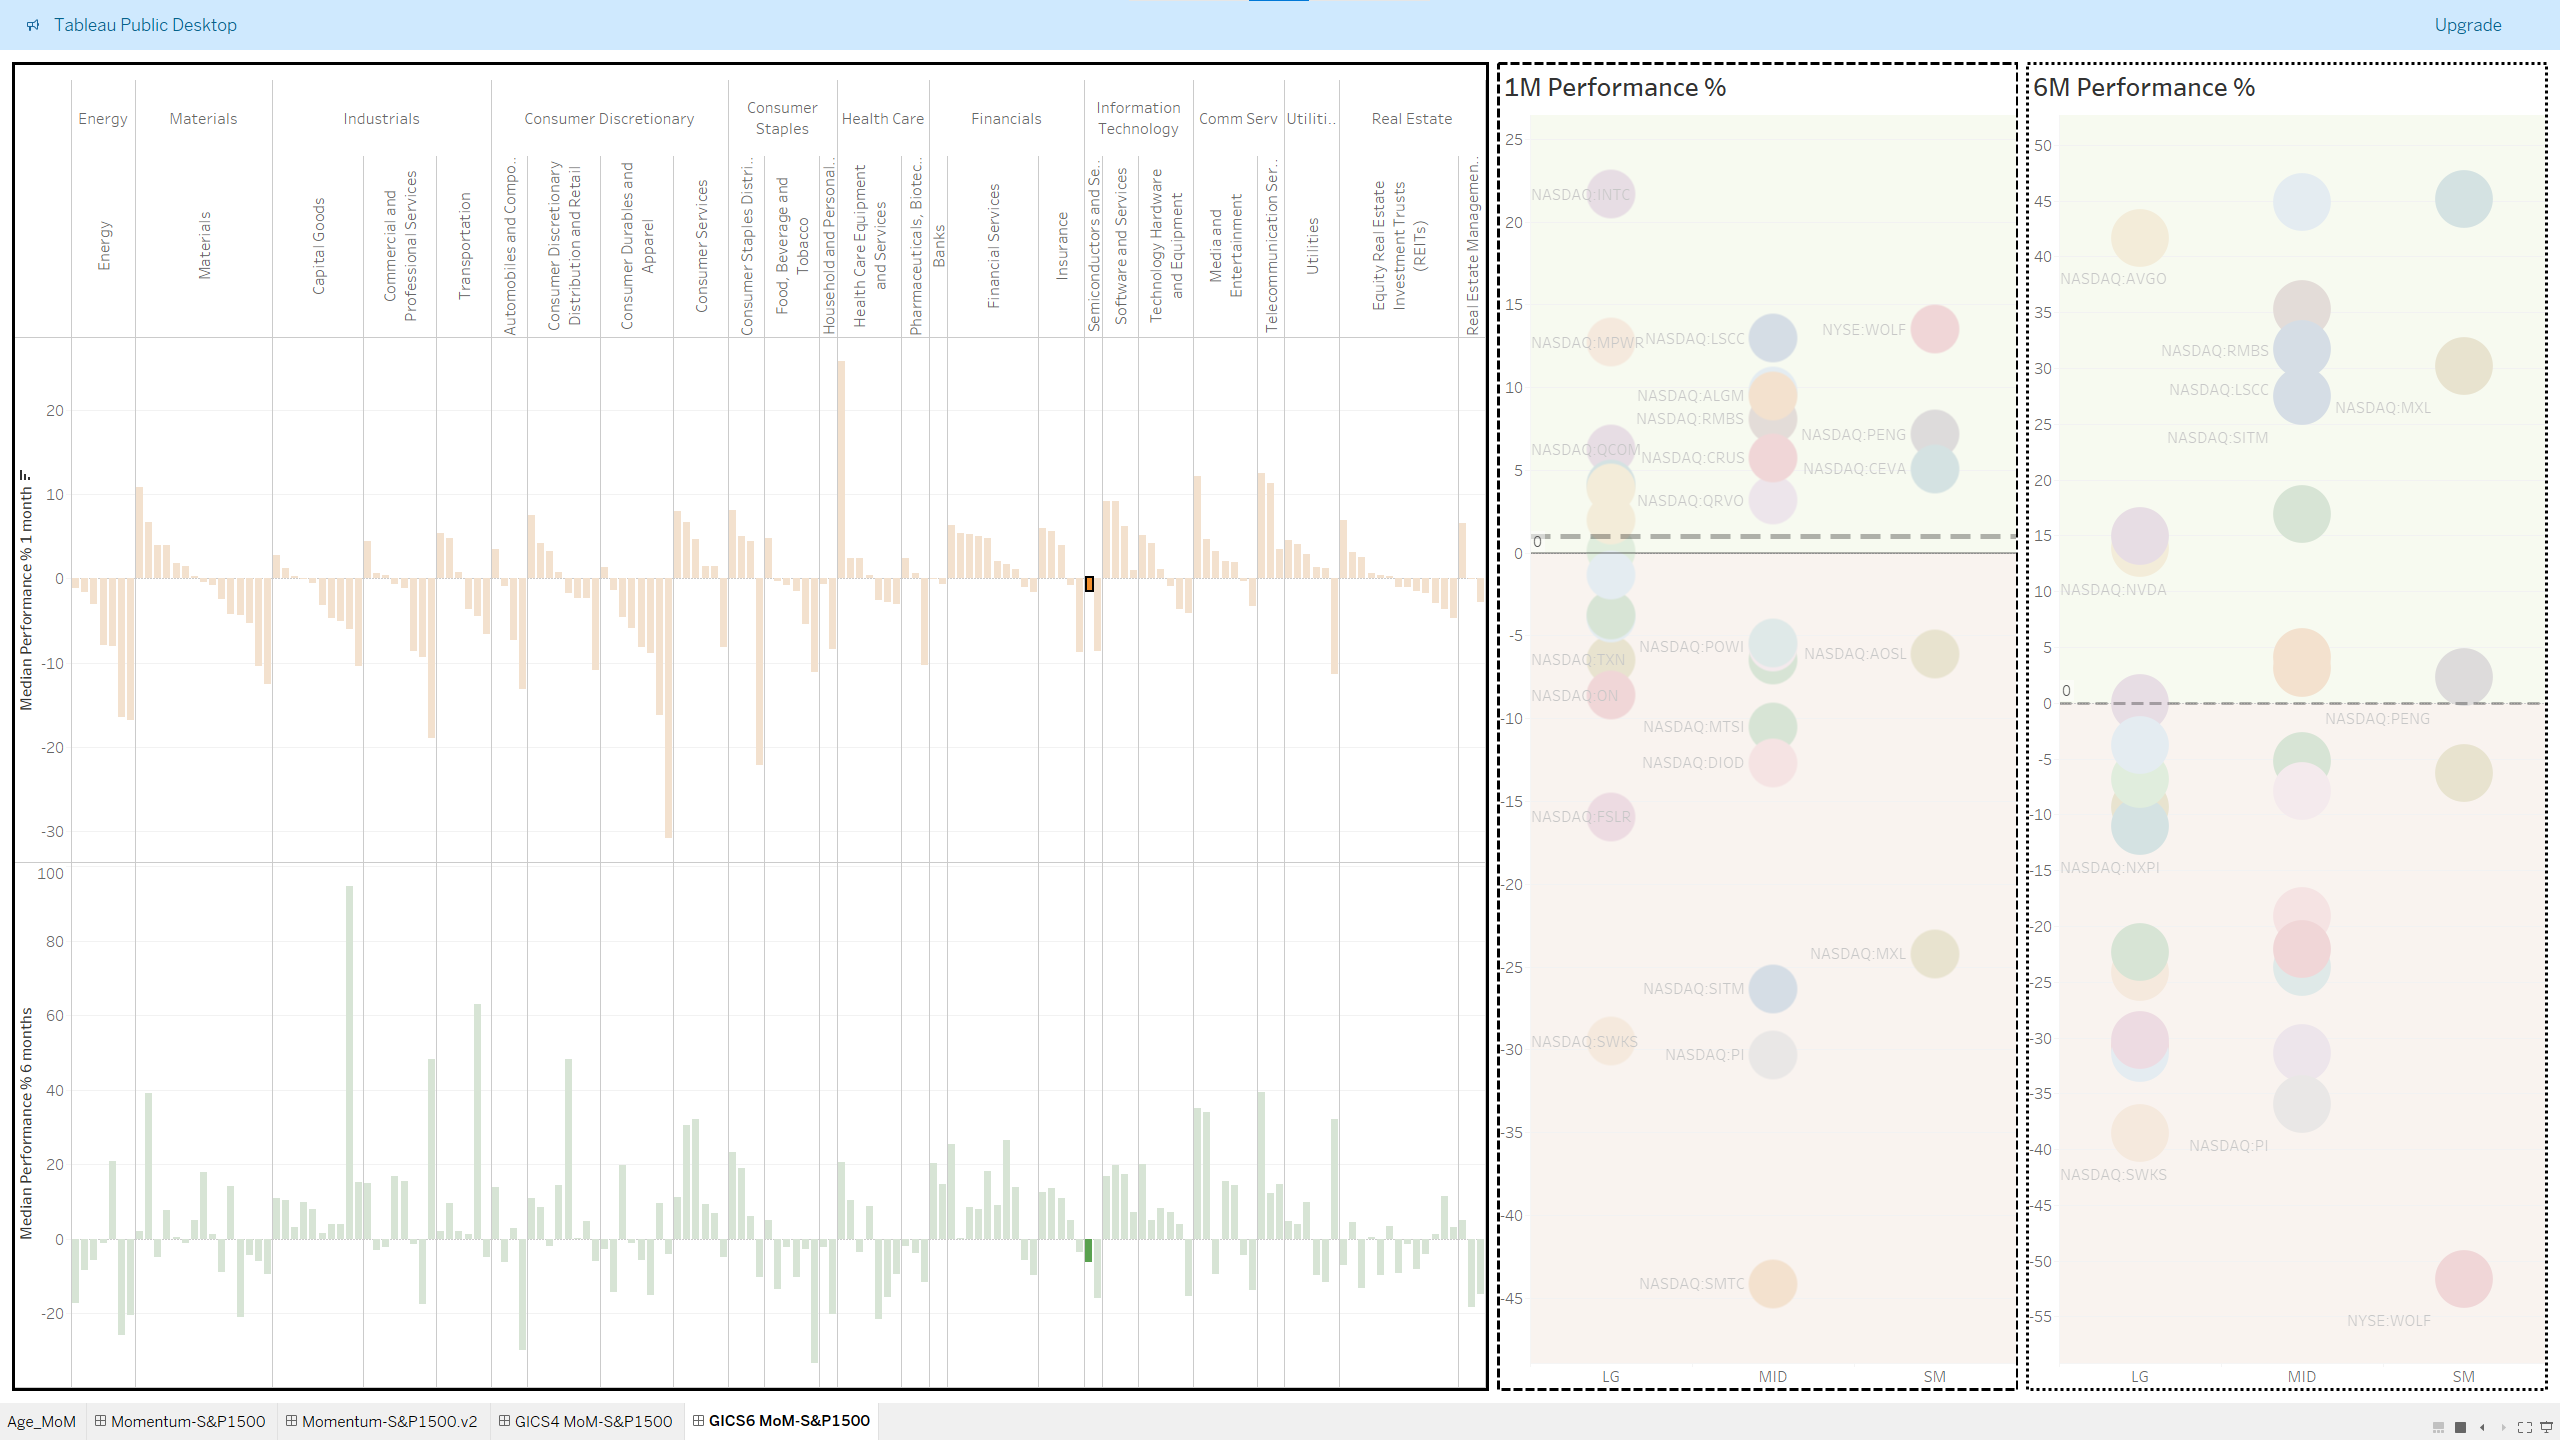 Tableau Public Desktop
Upgrade
Energy
Materials
Industrials
Consumer Discretionary
Consumer
Staples
Health Care
Financials
Information
Technology
Comm Serv
Utiliti..
Real Estate
Energy
Materials
Capital Goods
Commercial and
Professional Services
Transportation
Automobiles and Compo..
Consumer Discretionary
Distribution and Retail
Consumer Durables and
Apparel
Consumer Services
Consumer Staples Distri..
Food, Beverage and
Tobacco
Household and Personal..
Health Care Equipment
and Services
Pharmaceuticals, Biotec..
Banks
Financial Services
Insurance
Semiconductors and Se..
Software and Services
Technology Hardware
and Equipment
Media and
Entertainment
Telecommunication Ser..
Utilities
Equity Real Estate
Investment Trusts
(REITs)
Real Estate Managemen..
Median Performance % 1 month
20
10
0
-10
-20
-30
Median Performance % 6 months
100
80
60
40
20
0
-20
1M Performance %
25
20
15
10
5
0
-5
-10
-15
-20
-25
-30
-35
-40
-45
0
NASDAQ:INTC
NASDAQ:MPWR
NASDAQ:LSCC
NYSE:WOLF
NASDAQ:ALGM
NASDAQ:RMBS
NASDAQ:PENG
NASDAQ:QCOM
NASDAQ:CRUS
NASDAQ:CEVA
NASDAQ:QRVO
NASDAQ:POWI
NASDAQ:AOSL
NASDAQ:TXN
NASDAQ:ON
NASDAQ:MTSI
NASDAQ:DIOD
NASDAQ:FSLR
NASDAQ:MXL
NASDAQ:SITM
NASDAQ:SWKS
NASDAQ:PI
NASDAQ:SMTC
LG
MID
SM
6M Performance %
50
45
40
35
30
25
20
15
10
5
0
-5
-10
-15
-20
-25
-30
-35
-40
-45
-50
-55
0
NASDAQ:AVGO
NASDAQ:RMBS
NASDAQ:LSCC
NASDAQ:MXL
NASDAQ:SITM
NASDAQ:NVDA
NASDAQ:PENG
NASDAQ:NXPI
NASDAQ:PI
NASDAQ:SWKS
NYSE:WOLF
LG
MID
SM
Age_MoM
Momentum-S&P1500
Momentum-S&P1500.v2
GICS4 MoM-S&P1500
GICS6 MoM-S&P1500